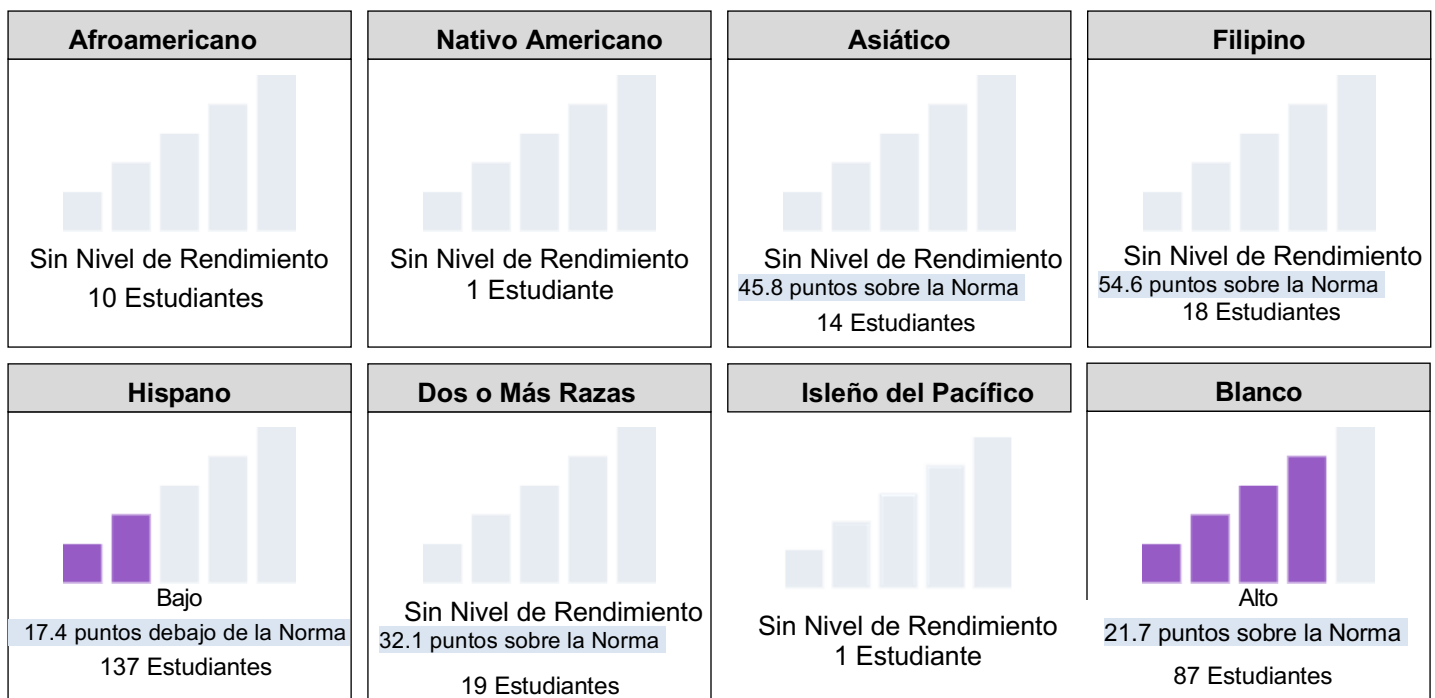 Afroamericano
Sin Nivel de Rendimiento
10 Estudiantes
Nativo Americano
Sin Nivel de Rendimiento
1 Estudiante
Asiático
Sin Nivel de Rendimiento
45.8 puntos sobre la Norma
14 Estudiantes
Filipino
Sin Nivel de Rendimiento
54.6 puntos sobre la Norma
18 Estudiantes
Hispano
Bajo
17.4 puntos debajo de la Norma
137 Estudiantes
Dos o Más Razas
Sin Nivel de Rendimiento
32.1 puntos sobre la Norma
19 Estudiantes
Isleño del Pacífico
Sin Nivel de Rendimiento
1 Estudiante
Blanco
Alto
21.7 puntos sobre la Norma
87 Estudiantes